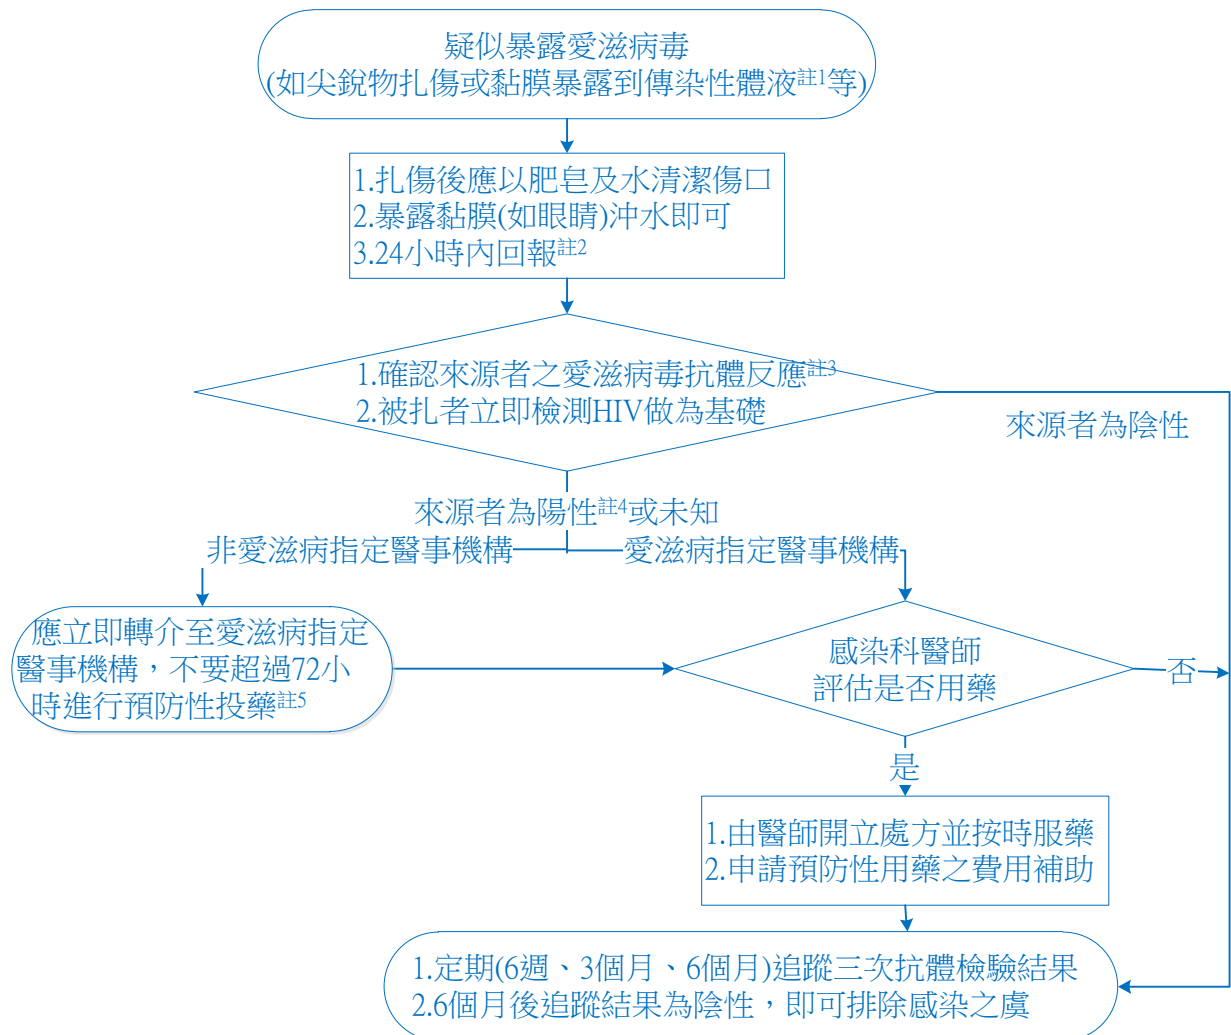 疑似暴露愛滋病毒
(如尖銳物扎傷或黏膜暴露到傳染性體液註1等)
1.扎傷後應以肥皂及水清潔傷口
2.暴露黏膜(如眼睛)沖水即可
3.24小時內回報註2
1.確認來源者之愛滋病毒抗體反應註3
2.被扎者立即檢測HIV做為基礎
來源者為陰性
來源者為陽性註4或未知
非愛滋病指定醫事機構
愛滋病指定醫事機構
應立即轉介至愛滋病指定
醫事機構，不要超過72小
時進行預防性投藥註5
感染科醫師
評估是否用藥
否
是
1.由醫師開立處方並按時服藥
2.申請預防性用藥之費用補助
1.定期(6週、3個月、6個月)追蹤三次抗體檢驗結果
2.6個月後追蹤結果為陰性，即可排除感染之虞